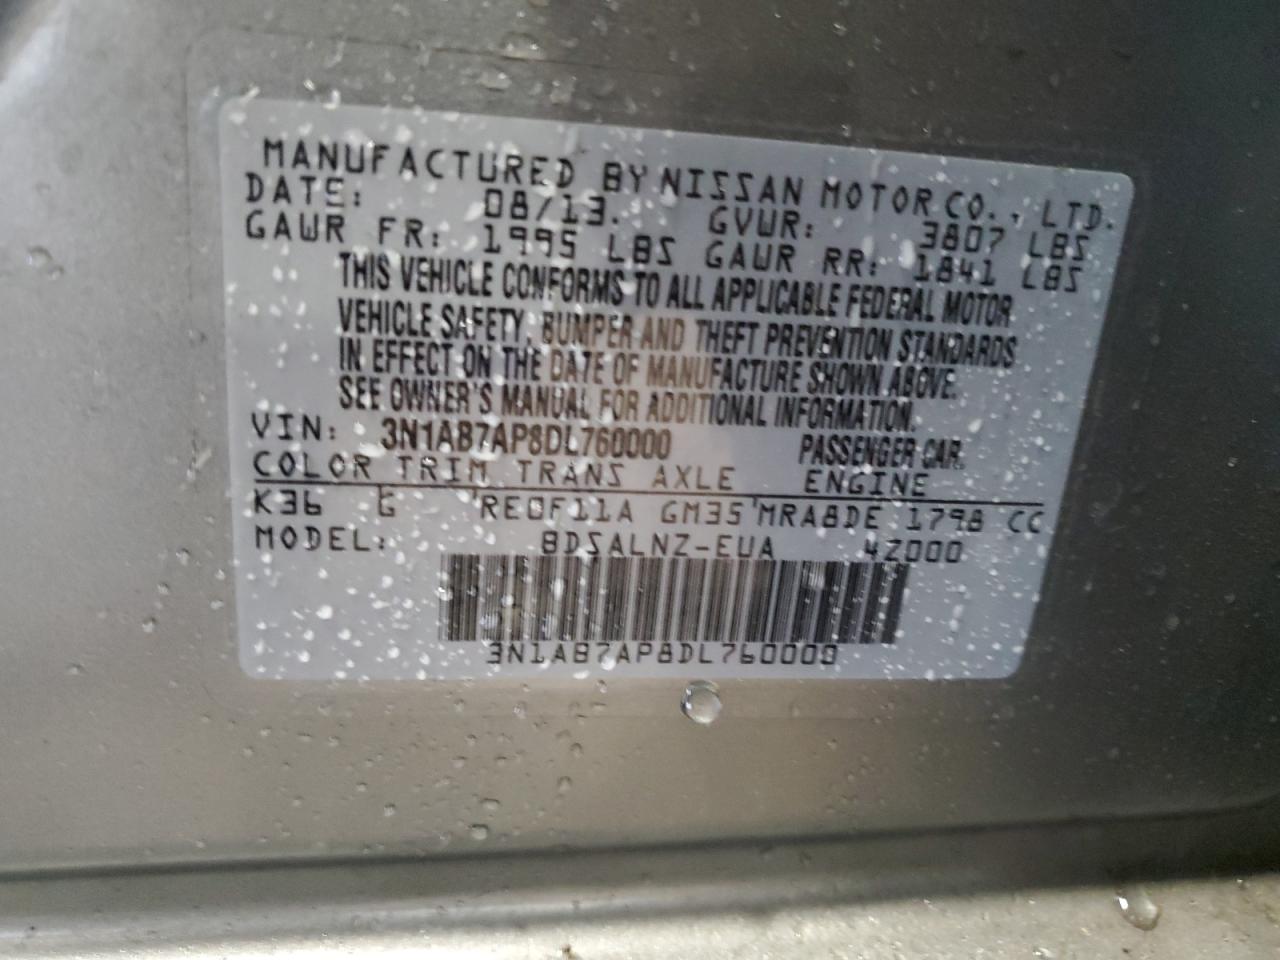 MANUFACTURED BY NISSAN MOTOR CO., LTD.
DATE: 08/13. GVWR: 3807 LBS
GAWR FR: 1995 LBS GAWR RR: 1841 LBS
THIS VEHICLE CONFORMS TO ALL APPLICABLE FEDERAL MOTOR
VEHICLE SAFETY, BUMPER AND THEFT PREVENTION STANDARDS
IN EFFECT ON THE DATE OF MANUFACTURE SHOWN ABOVE.
SEE OWNER'S MANUAL FOR ADDITIONAL INFORMATION.
VIN: 3N1AB7AP8DL760000 PASSENGER CAR.
COLOR TRIM TRANS AXLE ENGINE
K36 G RE0F11A GM35 MRA8DE 1798 CC
MODEL: BDSALNZ-EUA 4Z000
3N1AB7AP8DL760000